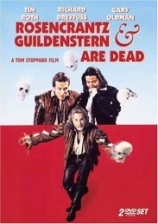 TIM ROTH RICHARD DREYFUSS GARY OLDMAN
ROSENCRANTZ
GUILDENSTERN &
ARE DEAD
A TOM STOPPARD FILM
2 DVD SET